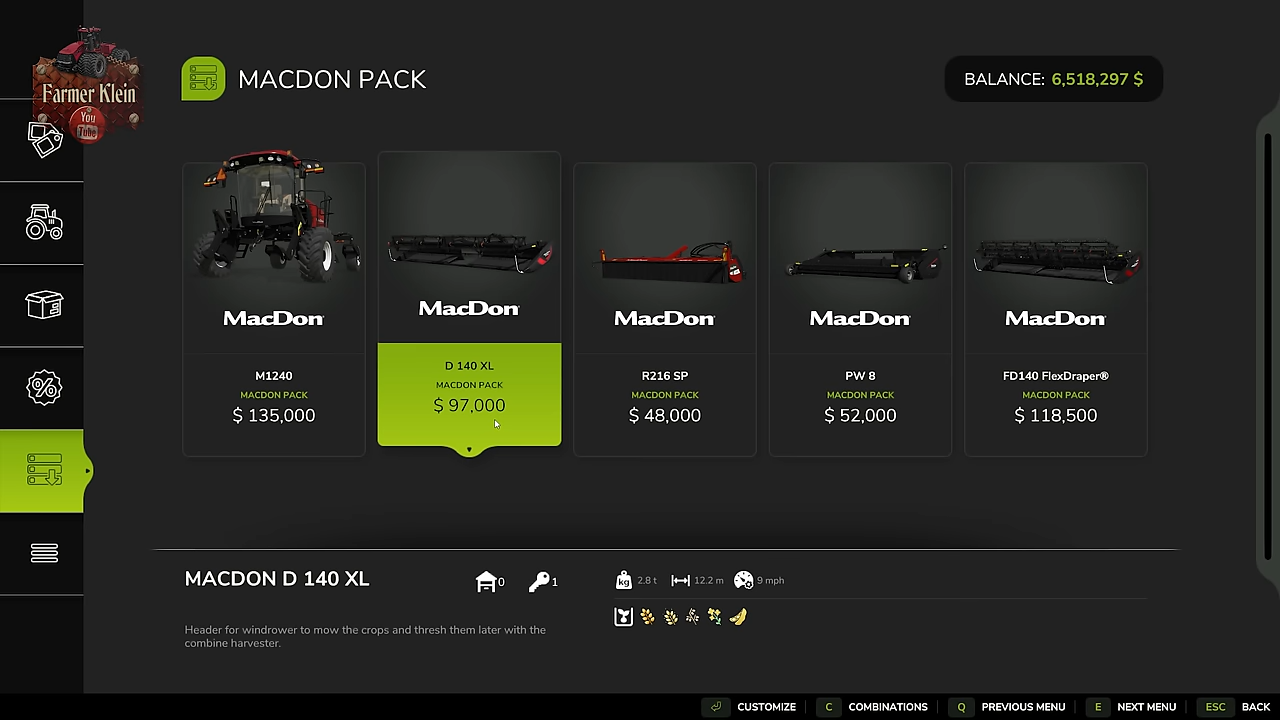 Farmer Klein
You
Tube
MACDON PACK
BALANCE: 6,518,297 $
MacDon
M1240
MACDON PACK
$ 135,000
MacDon
D 140 XL
MACDON PACK
$ 97,000
MacDon
R216 SP
MACDON PACK
$ 48,000
MacDon
PW 8
MACDON PACK
$ 52,000
MacDon
FD140 FlexDraper®
MACDON PACK
$ 118,500
MACDON D 140 XL
0
1
kg 2.8 t
12.2 m
9 mph
Header for windrower to mow the crops and thresh them later with the
combine harvester.
CUSTOMIZE
C COMBINATIONS
Q PREVIOUS MENU
E NEXT MENU
ESC BACK